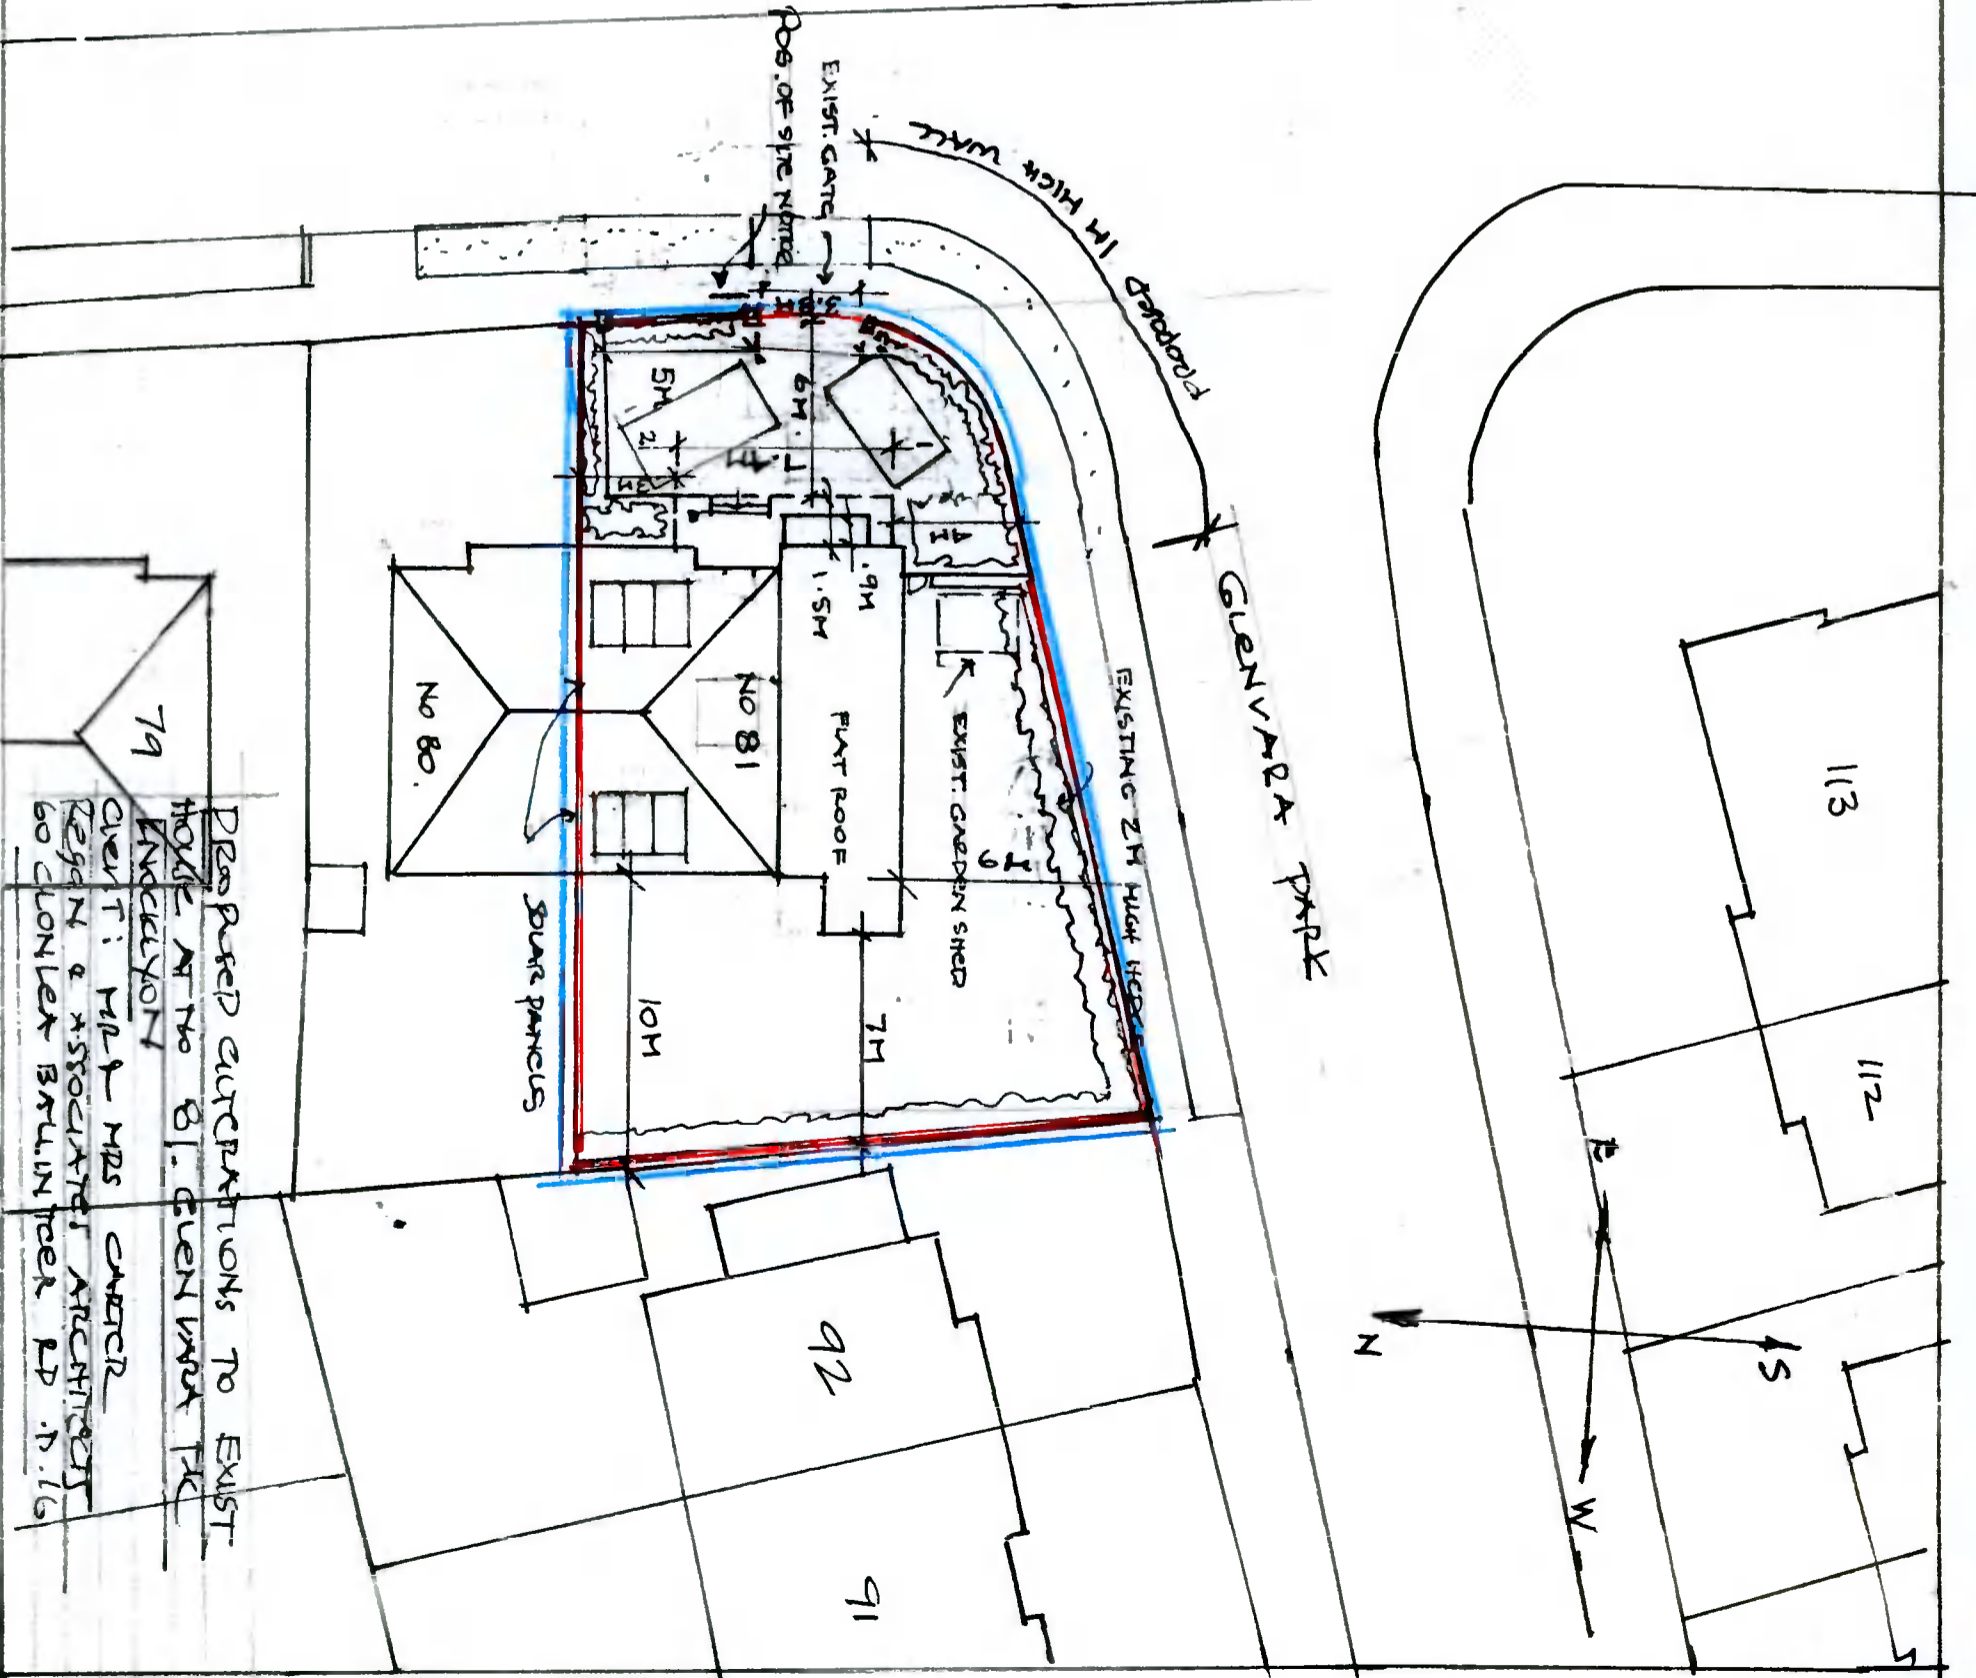 POS. OF SITE NOTICE
EXIST. GATE
PROPOSED 1M HIGH WALL
GLENVARA PARK
EXISTING 2M HIGH HEDGE
5M
6M
1
2
.9M
1.5M
NO 81
NO 80.
FLAT ROOF
EXIST. GARDEN SHED
SOLAR PANELS
10M
7M
79
113
112
92
91
N
S
E
W
PROPOSED ALTERATIONS TO EXIST
HOUSE AT NO 81. GLENVARA PK
KNOCKLYON
CLIENT: MR & MRS CARTER
REGAN & ASSOCIATES ARCHITECTS
60 CLONLEA BALLINTEER RD D.16